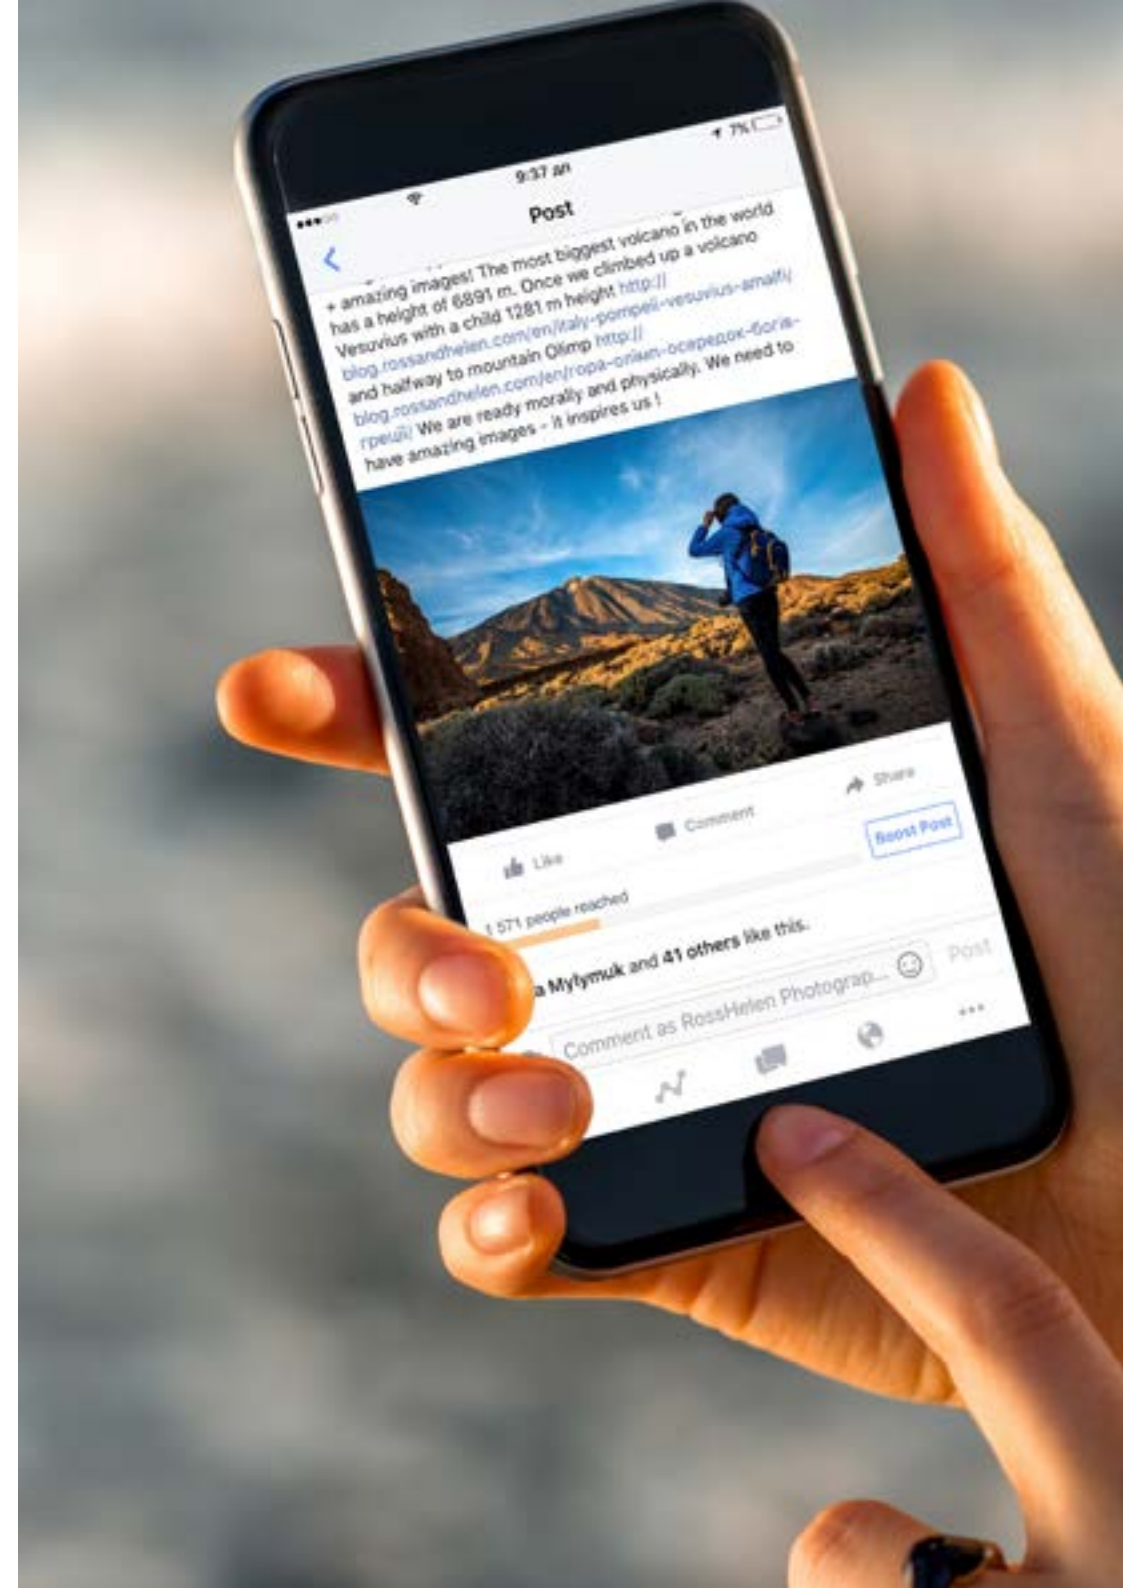 7%
9:37 дп
Post
+ amazing images! The most biggest volcano in the world
has a height of 6891 m. Once we climbed up a volcano
Vesuvius with a child 1281 m height http://
blog.rossandhelen.com/en/italy-pompeii-vesuvius-amalfi/
and halfway to mountain Olimp http://
blog.rossandhelen.com/en/гора-олімп-осередок-богів-
греції/ We are ready morally and physically. We need to
have amazing images - it inspires us !
Like
Comment
Share
571 people reached
Boost Post
a Mylymuk and 41 others like this.
Comment as RossHelen Photograp...
Post